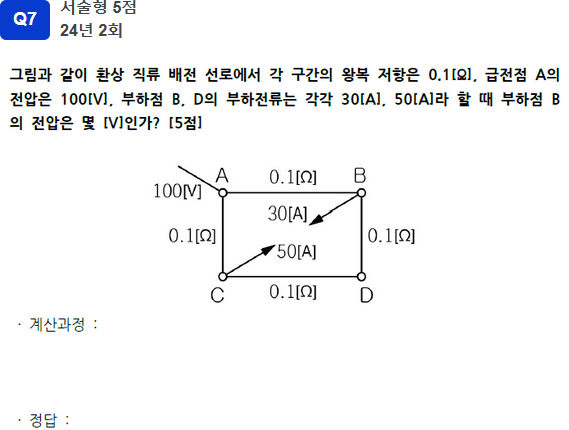 Q7
서술형 5점
24년 2회
그림과 같이 환상 직류 배전 선로에서 각 구간의 왕복 저항은 0.1[Ω], 급전점 A의
전압은 100[V], 부하점 B, D의 부하전류는 각각 30[A], 50[A]라 할 때 부하점 B
의 전압은 몇 [V]인가? [5점]
A 0.1[Ω] B
100[V]
30[A]
0.1[Ω] 0.1[Ω]
50[A]
C 0.1[Ω] D
· 계산과정 :
· 정답 :